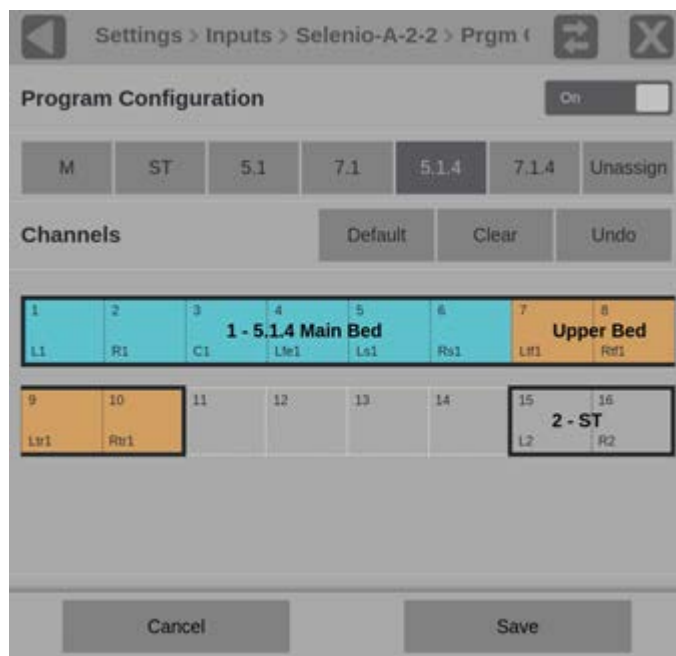 Settings > Inputs > Selenio-A-2-2 > Prgm
Program Configuration On
M ST 5.1 7.1 5.1.4 7.1.4 Unassign
Channels Default Clear Undo
1 2 3 4 5 6 7 8
1 - 5.1.4 Main Bed Upper Bed
L1 R1 C1 Lfe1 Ls1 Rs1 Ltf1 Rtf1
9 10 11 12 13 14 15 16
2 - ST
Ltr1 Rtr1 L2 R2
Cancel Save